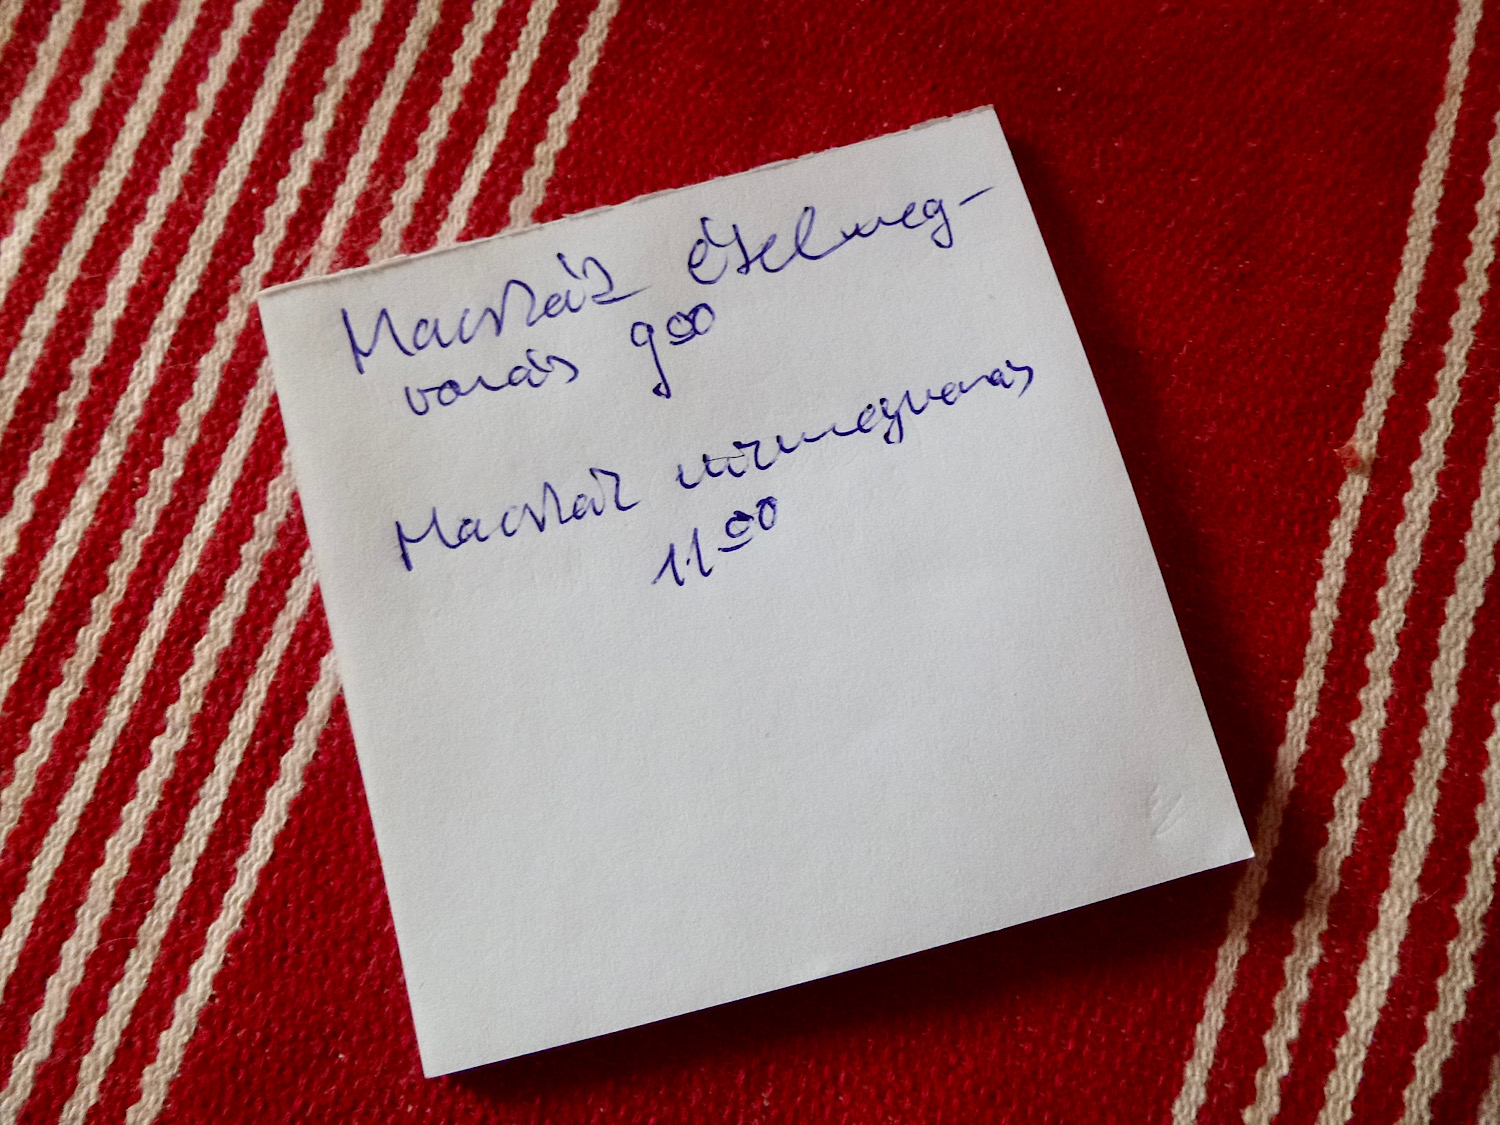 Macskák ételmeg-
vonás 9⁰⁰
Macskák vízmegvonás
11⁰⁰